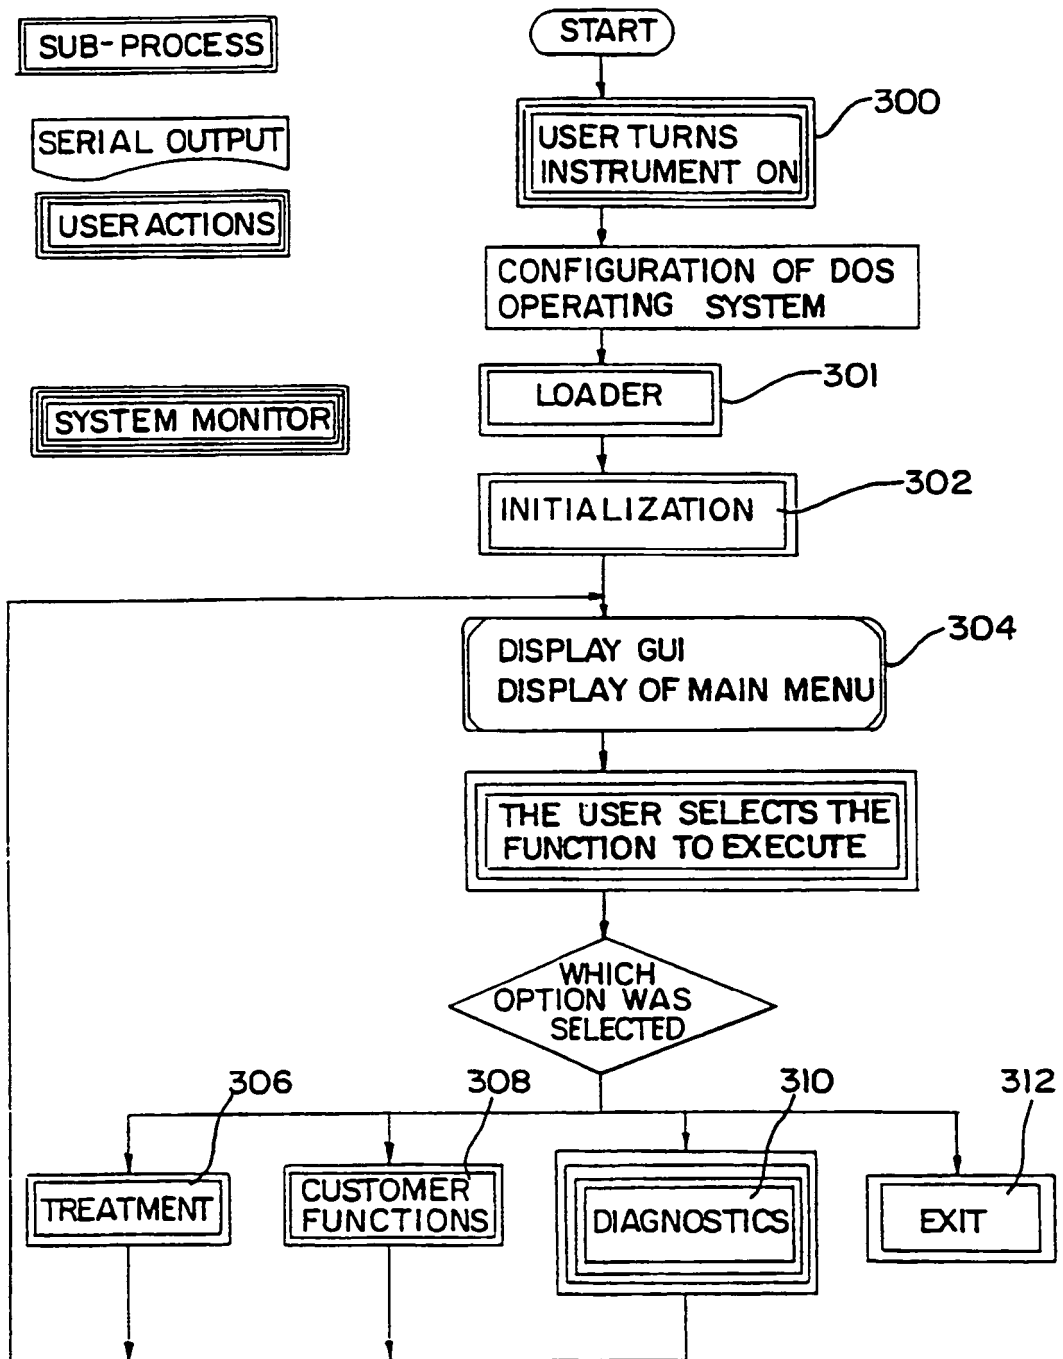 SUB-PROCESS
SERIAL OUTPUT
USER ACTIONS
SYSTEM MONITOR
START
300
USER TURNS
INSTRUMENT ON
CONFIGURATION OF DOS
OPERATING SYSTEM
301
LOADER
302
INITIALIZATION
304
DISPLAY GUI
DISPLAY OF MAIN MENU
THE USER SELECTS THE
FUNCTION TO EXECUTE
WHICH
OPTION WAS
SELECTED
306
308
310
312
TREATMENT
CUSTOMER
FUNCTIONS
DIAGNOSTICS
EXIT